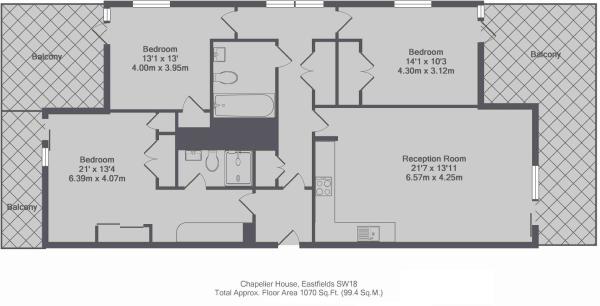 Balcony
Bedroom
13'1 x 13'
4.00m x 3.95m
Bedroom
14'1 x 10'3
4.30m x 3.12m
Balcony
Bedroom
21' x 13'4
6.39m x 4.07m
Reception Room
21'7 x 13'11
6.57m x 4.25m
Balcony
Chapelier House, Eastfields SW18
Total Approx. Floor Area 1070 Sq.Ft. (99.4 Sq.M.)